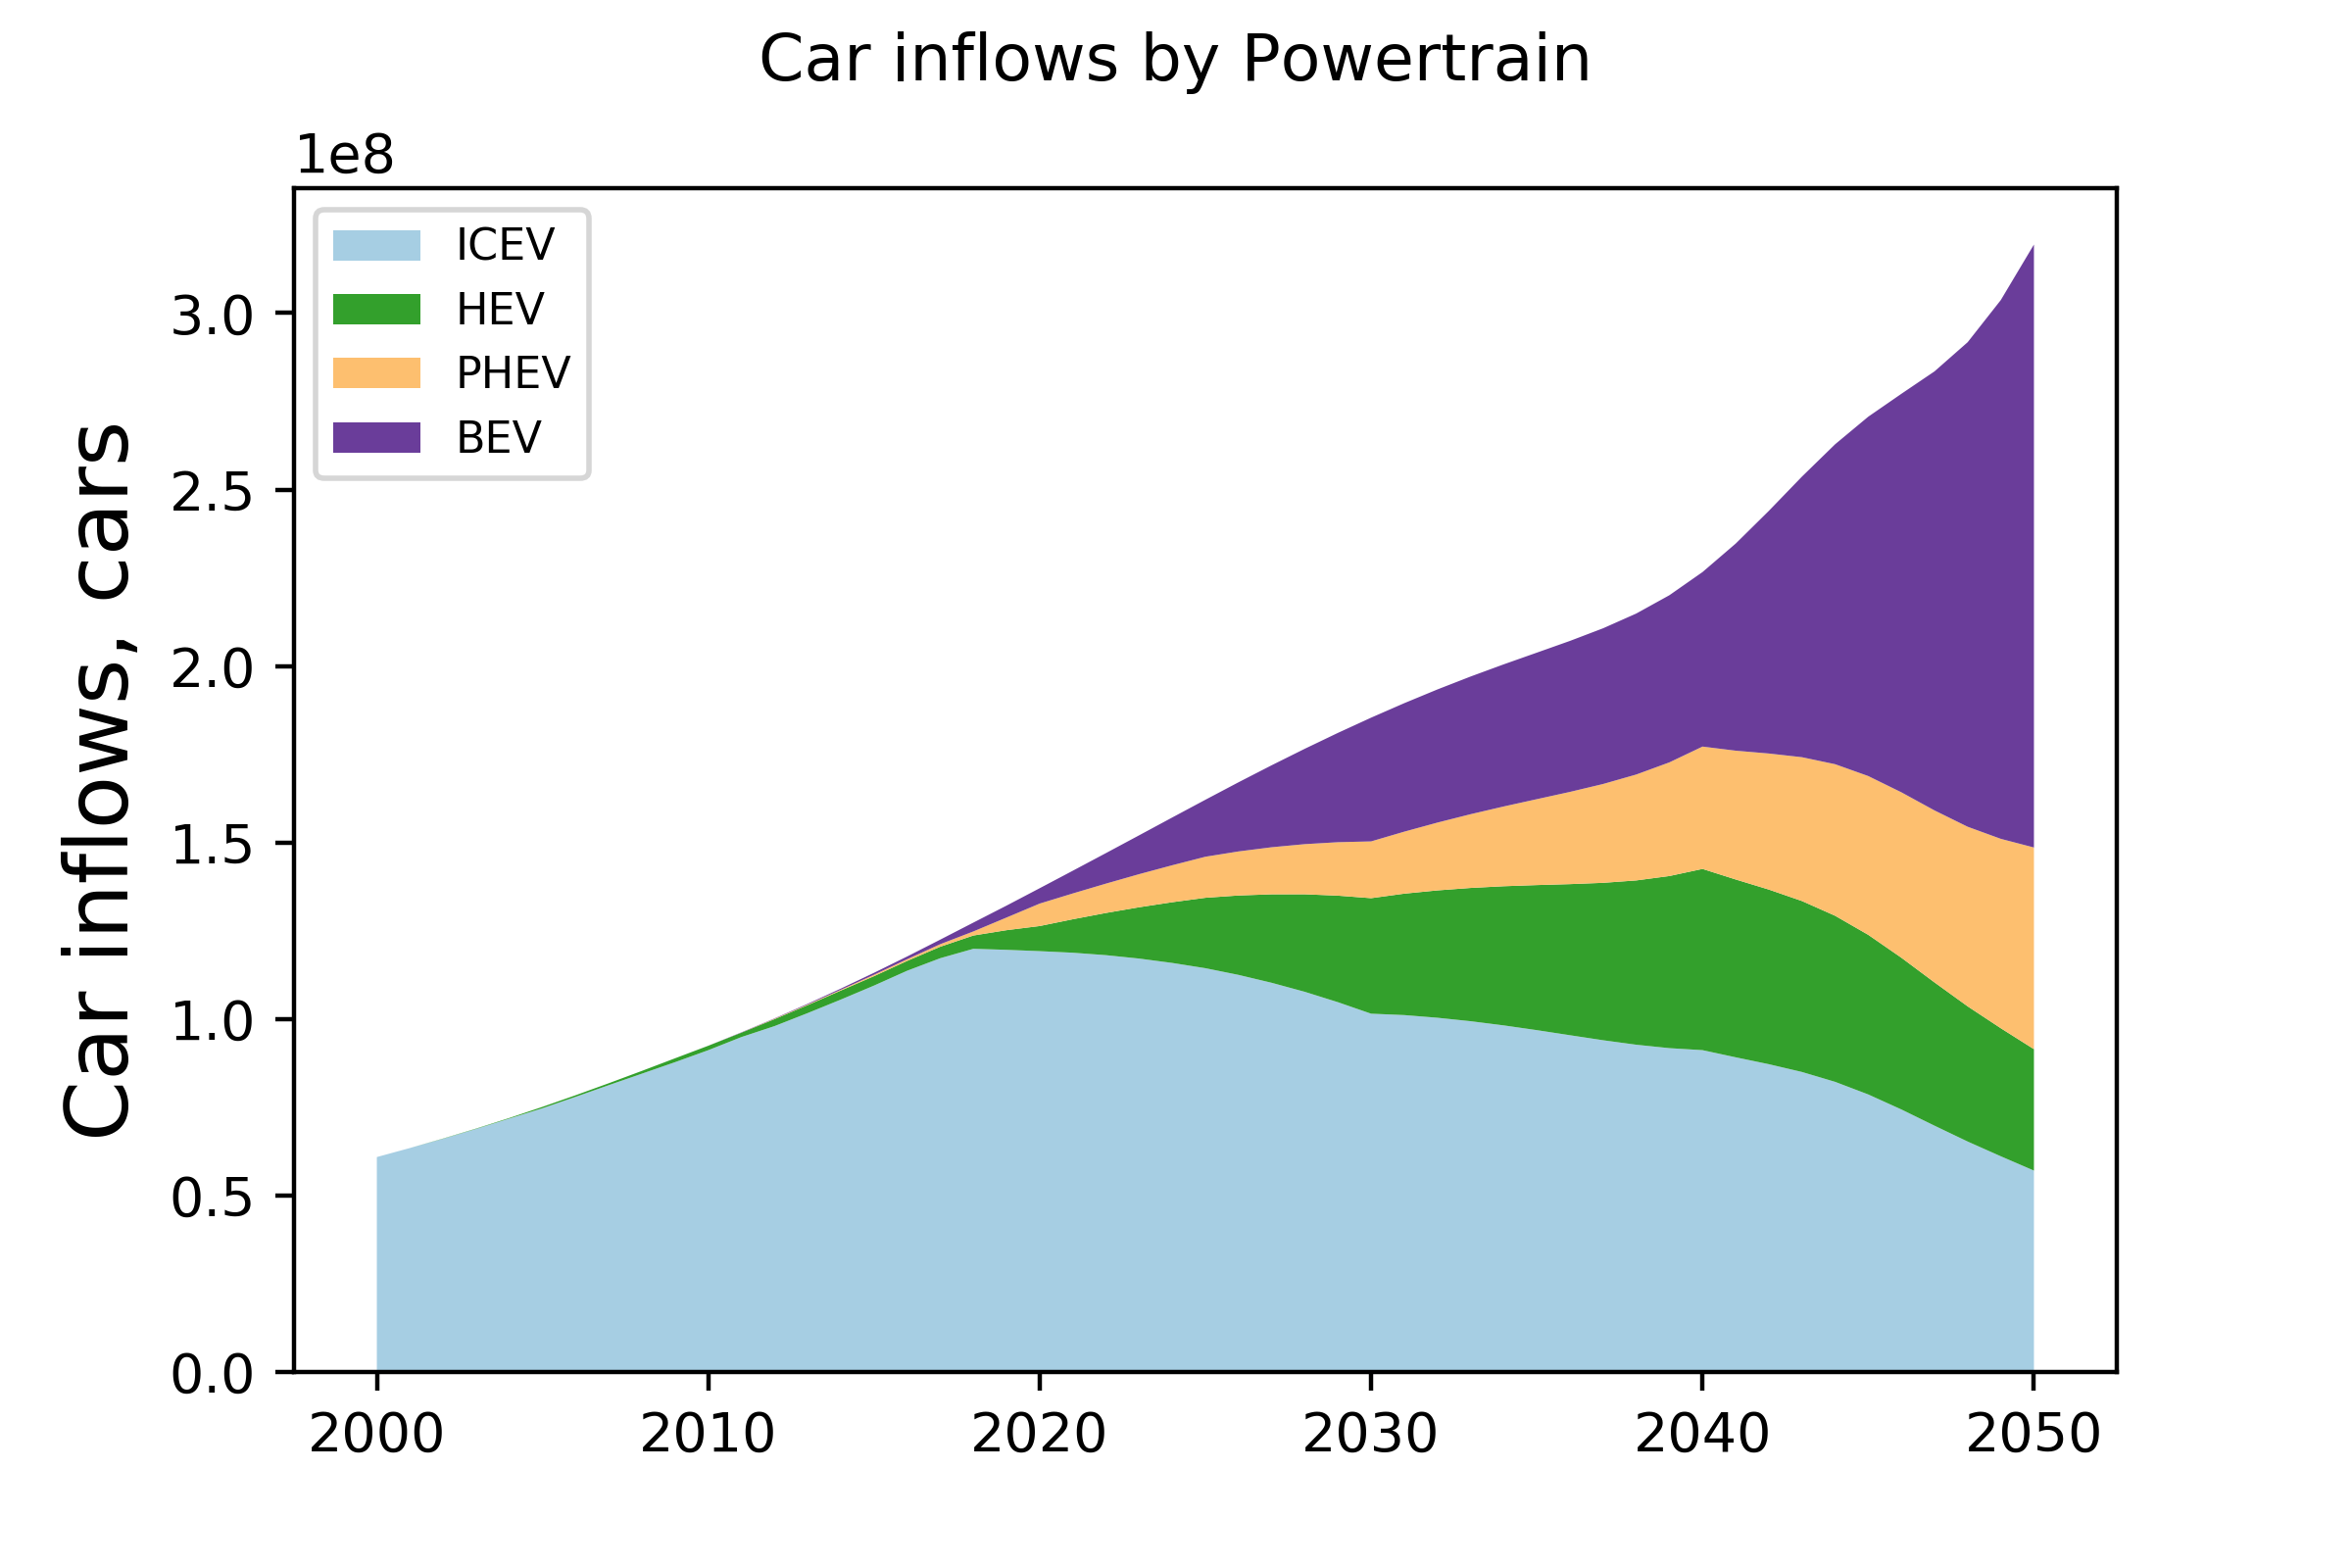 Car inflows by Powertrain
1e8
ICEV
HEV
PHEV
BEV
Car inflows, cars
3.0
2.5
2.0
1.5
1.0
0.5
0.0
2000 2010 2020 2030 2040 2050